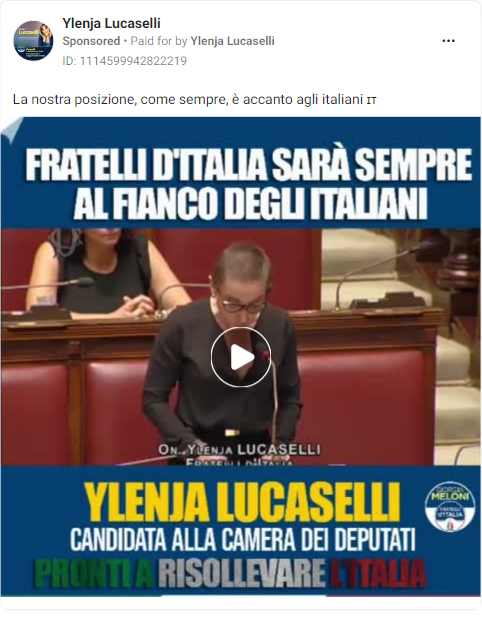 Ylenja Lucaselli
Sponsored • Paid for by Ylenja Lucaselli
ID: 1114599942822219
La nostra posizione, come sempre, è accanto agli italiani IT
FRATELLI D'ITALIA SARÀ SEMPRE
AL FIANCO DEGLI ITALIANI
ON. YLENJA LUCASELLI
FRATELLI D'ITALIA
YLENJA LUCASELLI
GIORGIA
MELONI
FRATELLI
D'ITALIA
CANDIDATA ALLA CAMERA DEI DEPUTATI
PRONTI A RISOLLEVARE L'ITALIA